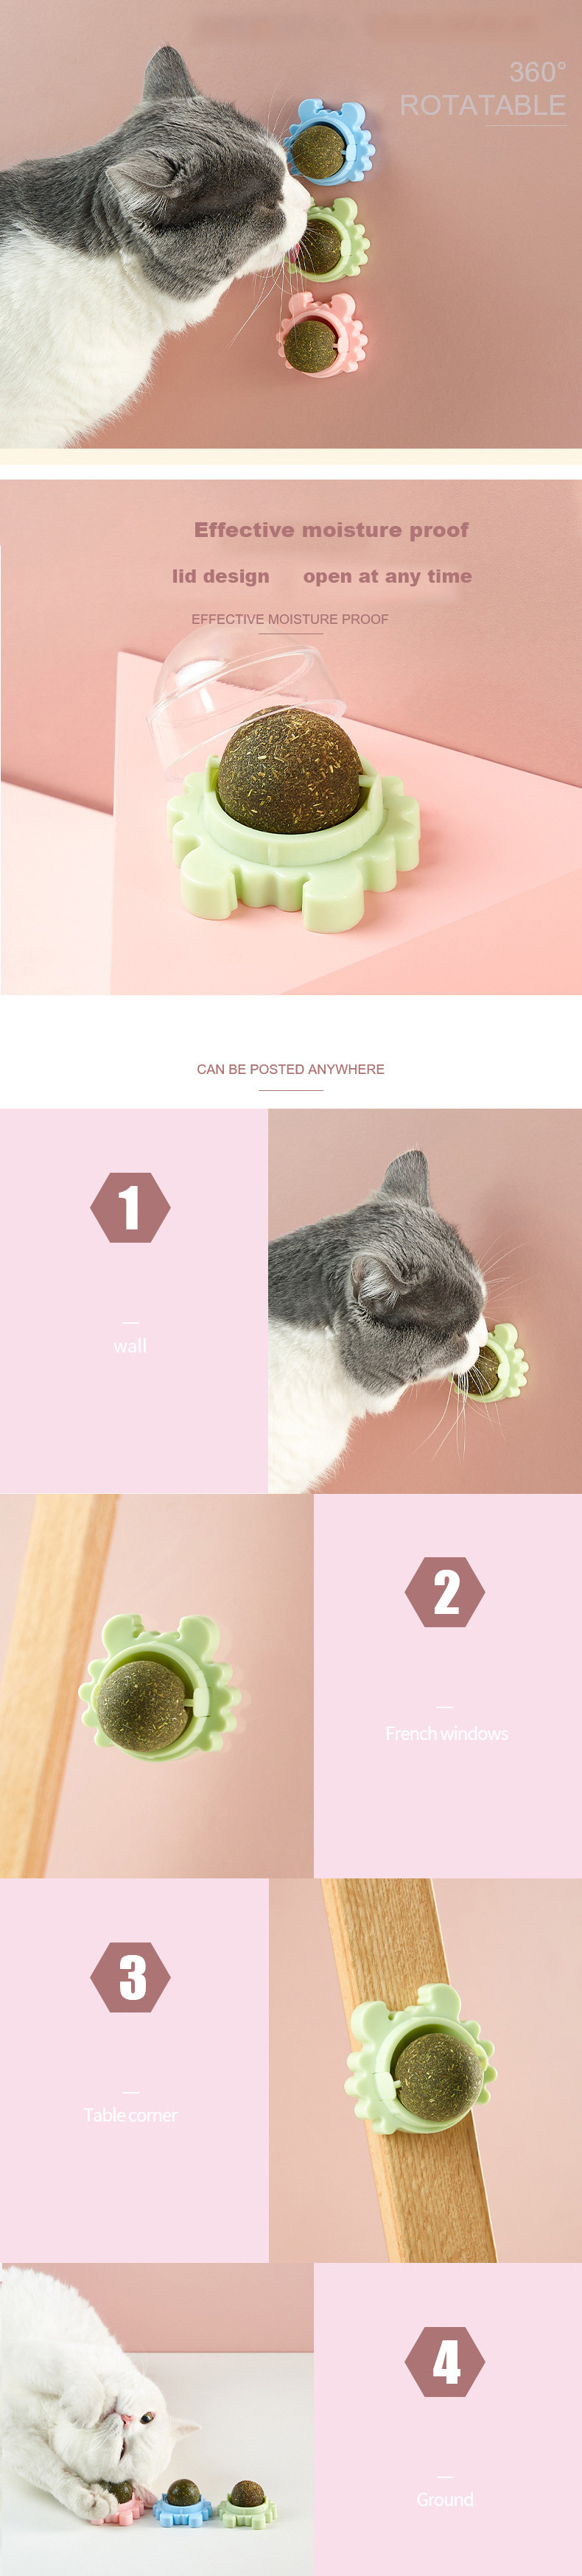 360°
ROTATABLE
Effective moisture proof
lid design open at any time
EFFECTIVE MOISTURE PROOF
CAN BE POSTED ANYWHERE
1
wall
2
French windows
3
Table corner
4
Ground